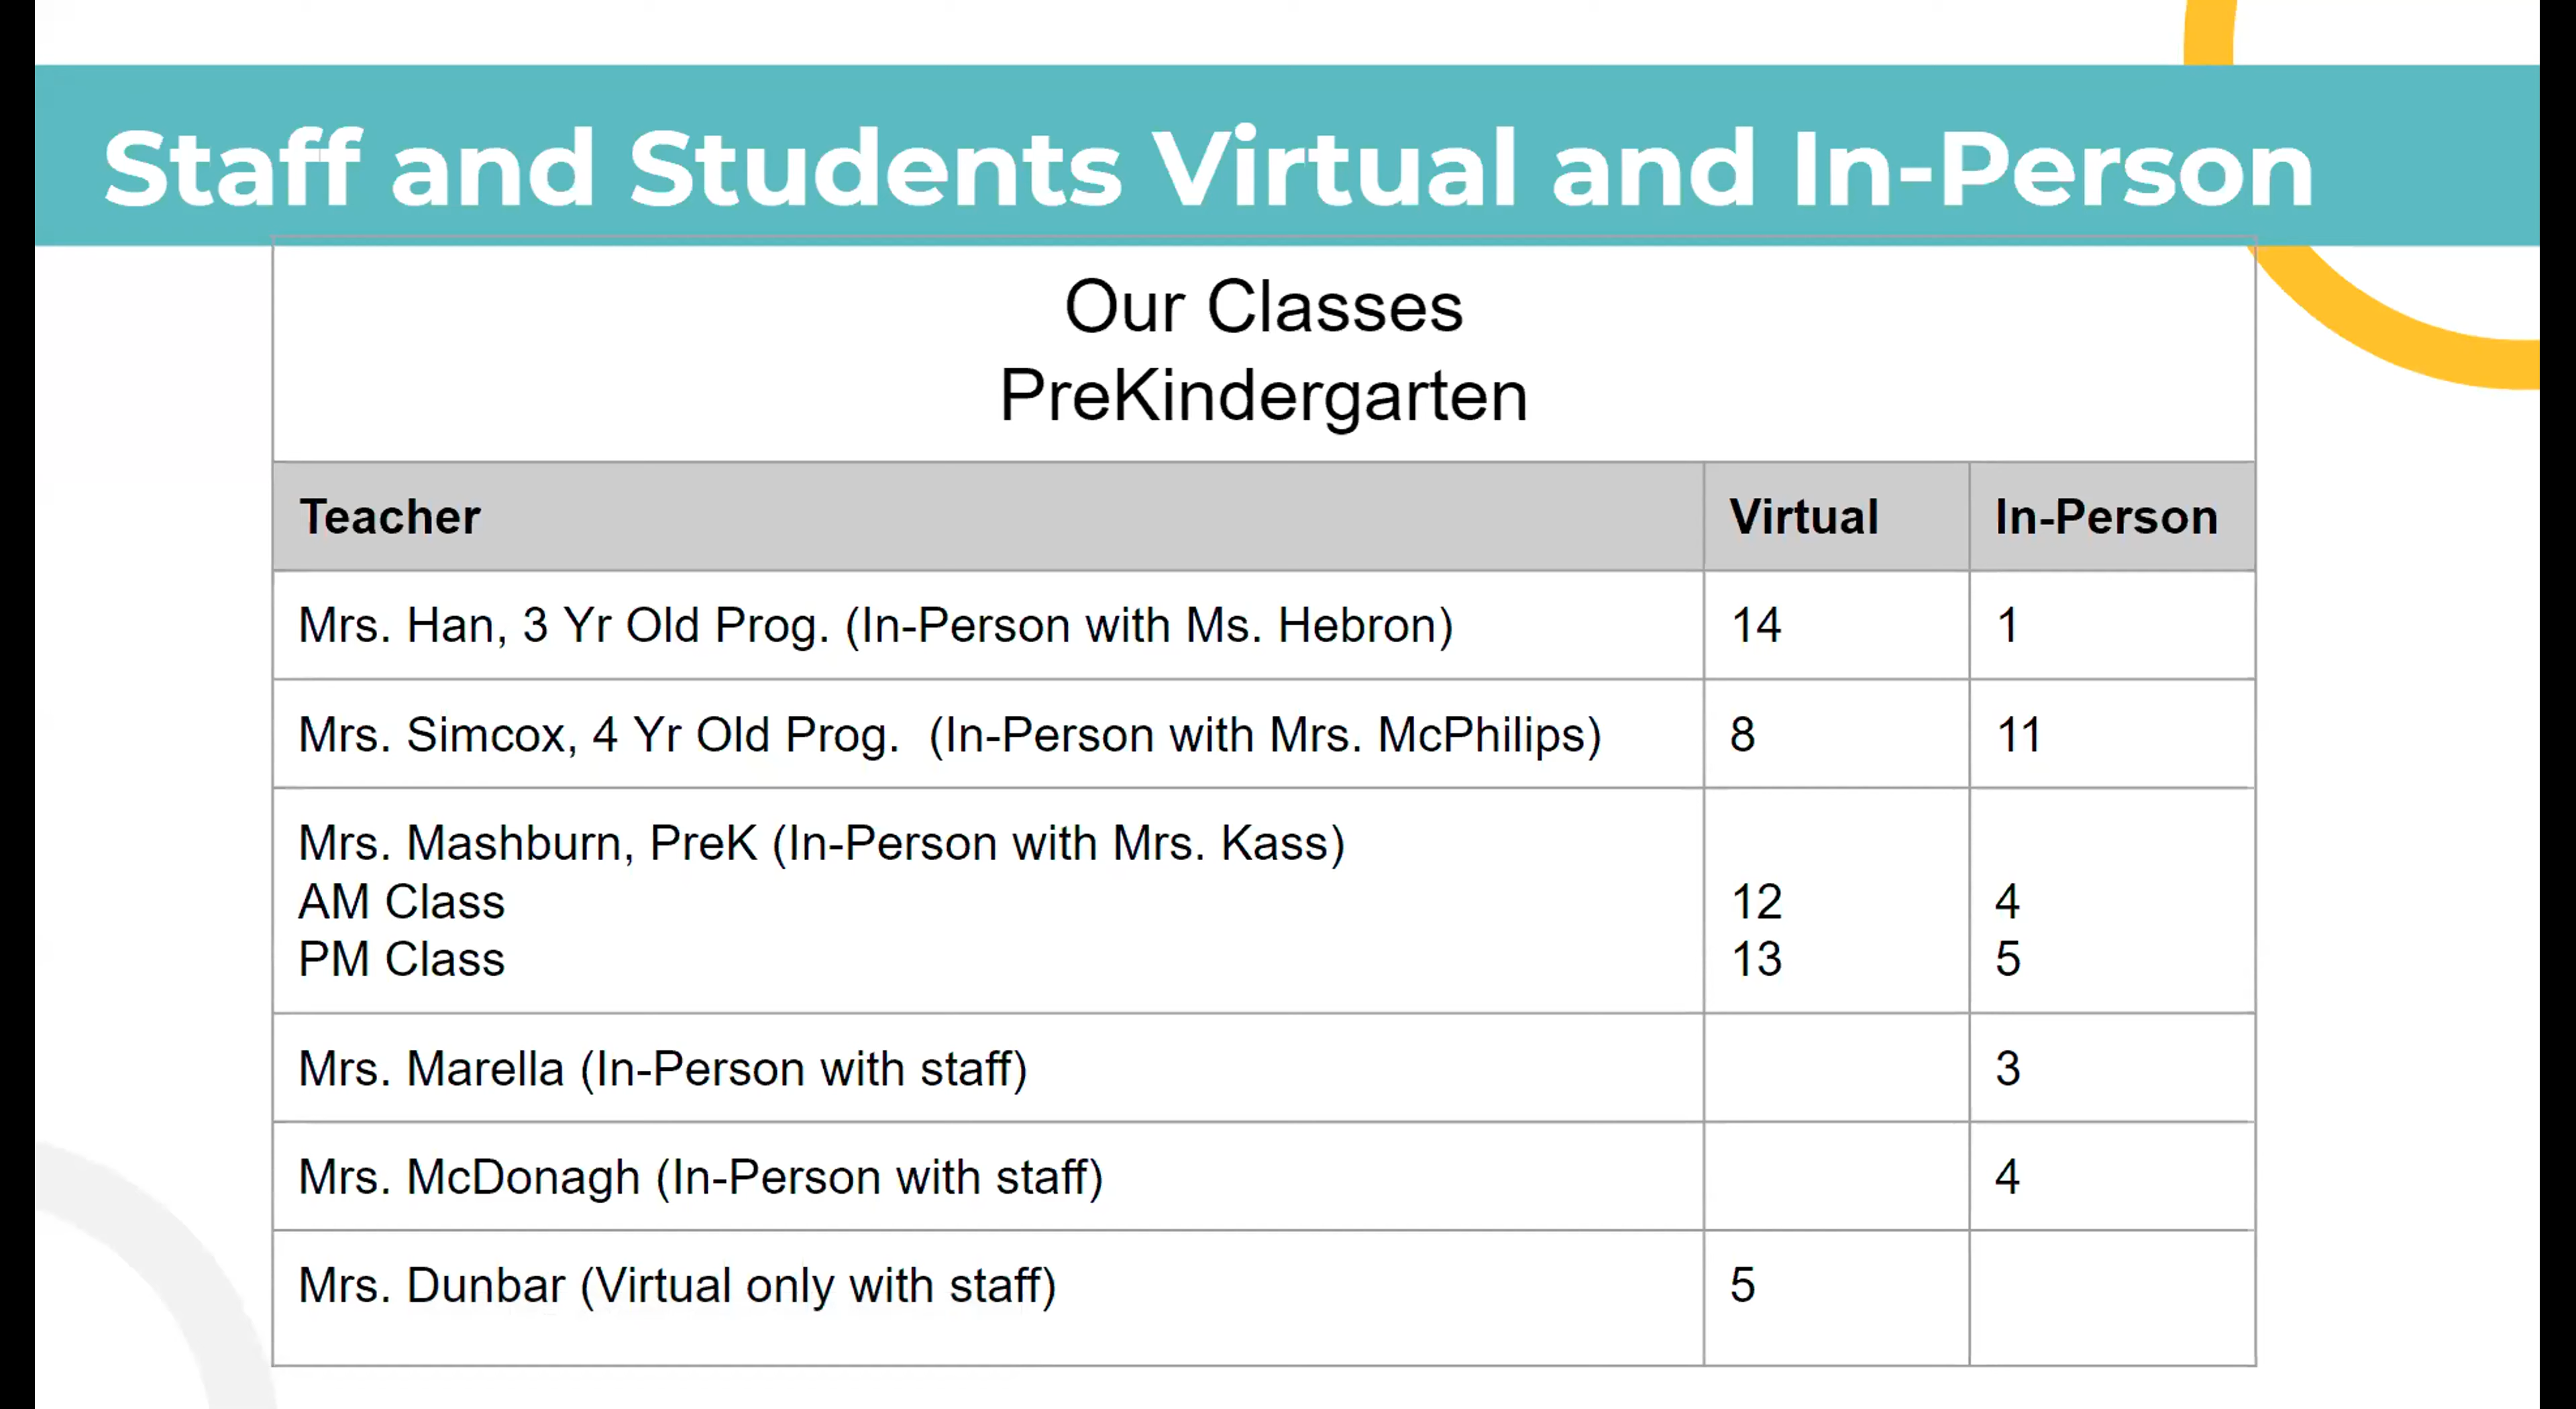 Staff and Students Virtual and In-Person
Our Classes
PreKindergarten
Teacher Virtual In-Person
Mrs. Han, 3 Yr Old Prog. (In-Person with Ms. Hebron) 14 1
Mrs. Simcox, 4 Yr Old Prog. (In-Person with Mrs. McPhilips) 8 11
Mrs. Mashburn, PreK (In-Person with Mrs. Kass)
AM Class 12 4
PM Class 13 5
Mrs. Marella (In-Person with staff) 3
Mrs. McDonagh (In-Person with staff) 4
Mrs. Dunbar (Virtual only with staff) 5